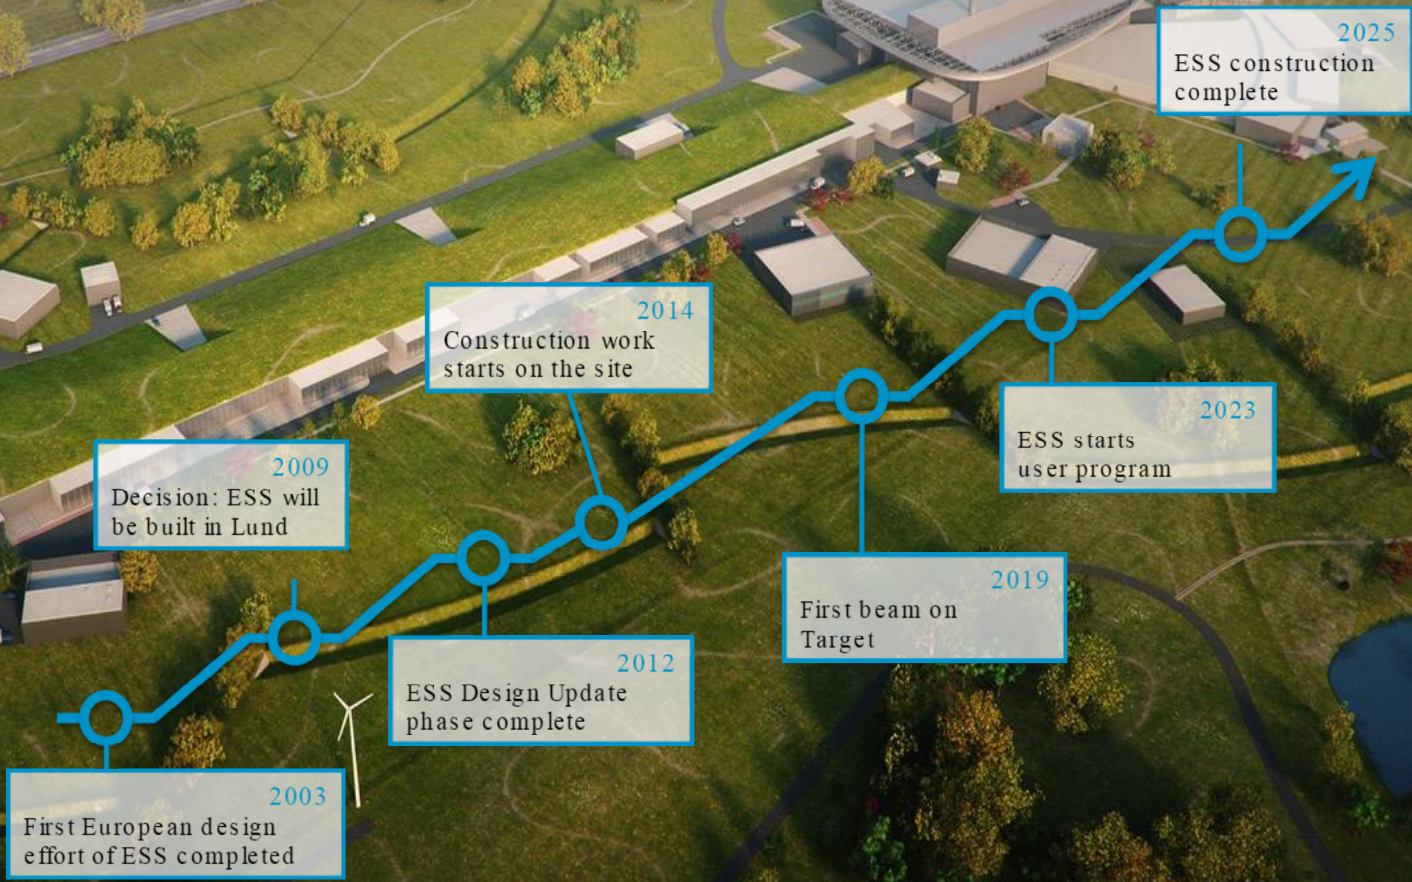 2025
ESS construction
complete
2014
Construction work
starts on the site
2023
ESS starts
user program
2009
Decision: ESS will
be built in Lund
2019
First beam on
Target
2012
ESS Design Update
phase complete
2003
First European design
effort of ESS completed